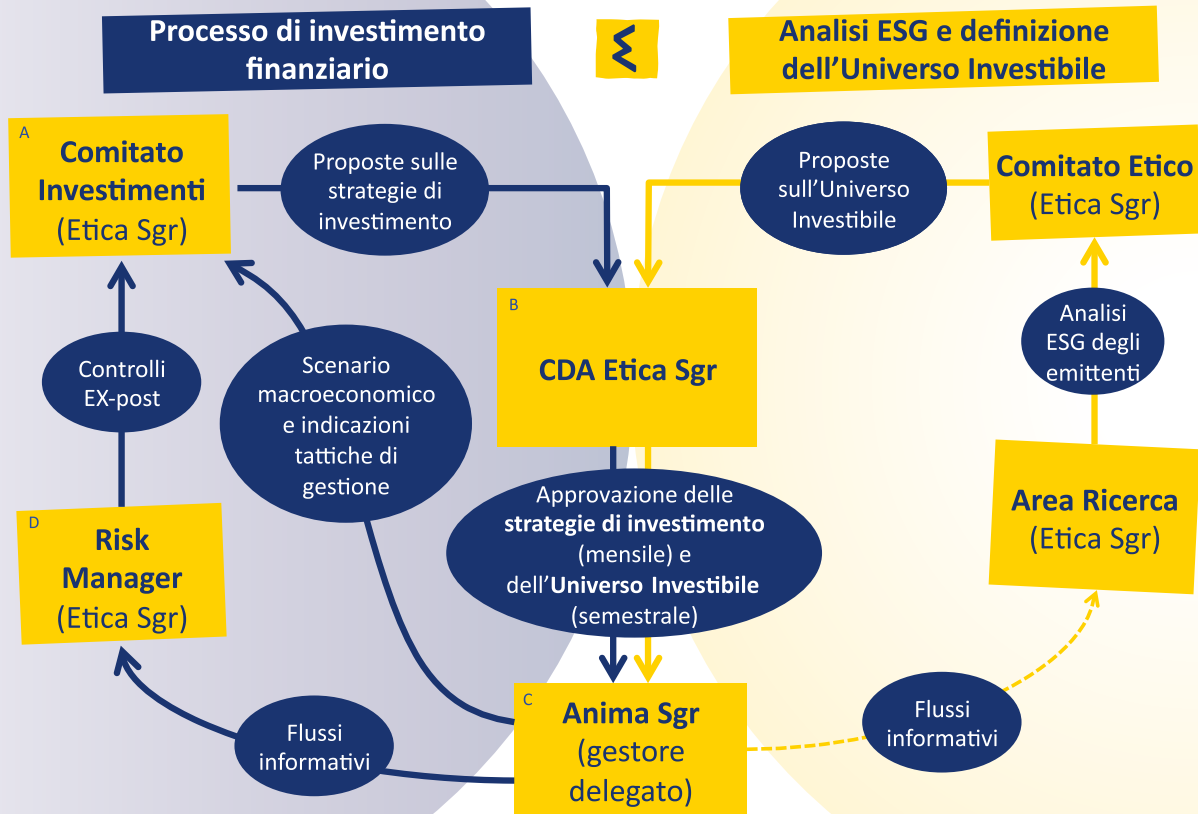 Processo di investimento
finanziario
Analisi ESG e definizione
dell'Universo Investibile
A
Comitato
Investimenti
(Etica Sgr)
Proposte sulle
strategie di
investimento
Proposte
sull'Universo
Investibile
Comitato Etico
(Etica Sgr)
B
CDA Etica Sgr
Analisi
ESG degli
emittenti
Controlli
EX-post
Scenario
macroeconomico
e indicazioni
tattiche di
gestione
Approvazione delle
strategie di investimento
(mensile) e
dell'Universo Investibile
(semestrale)
Area Ricerca
(Etica Sgr)
D
Risk
Manager
(Etica Sgr)
C
Anima Sgr
(gestore
delegato)
Flussi
informativi
Flussi
informativi